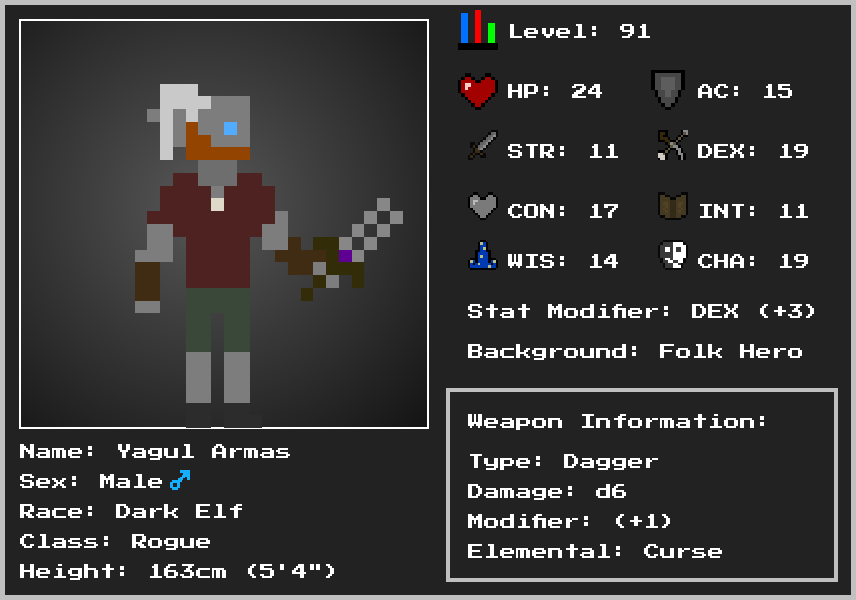 Level: 91
HP: 24 AC: 15
STR: 11 DEX: 19
CON: 17 INT: 11
WIS: 14 CHA: 19
Stat Modifier: DEX (+3)
Background: Folk Hero
Weapon Information:
Type: Dagger
Damage: d6
Modifier: (+1)
Elemental: Curse
Name: Yagul Armas
Sex: Male♂
Race: Dark Elf
Class: Rogue
Height: 163cm (5'4")